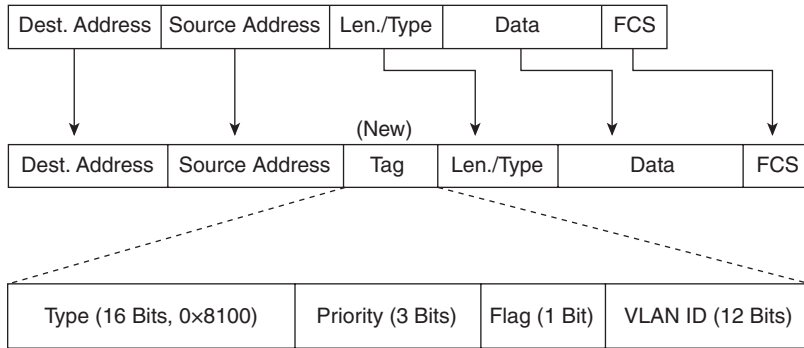 Dest. Address Source Address Len./Type Data FCS
(New)
Dest. Address Source Address Tag Len./Type Data FCS
Type (16 Bits, 0×8100) Priority (3 Bits) Flag (1 Bit) VLAN ID (12 Bits)